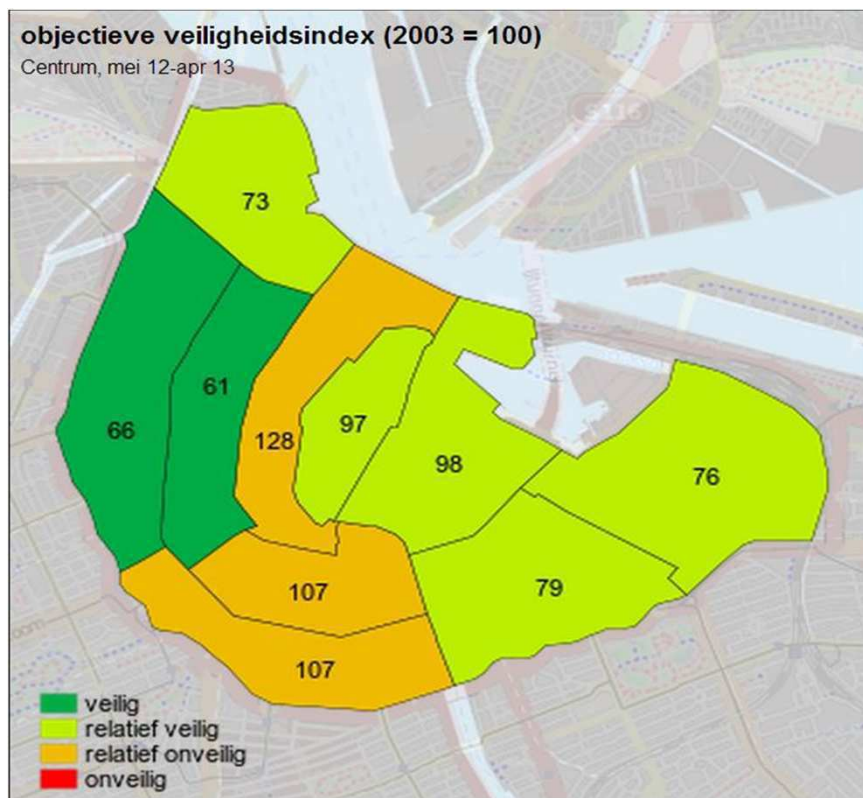 objectieve veiligheidsindex (2003 = 100)
Centrum, mei 12-apr 13
S116
73
61
66
128
97
98
76
79
107
107
veilig
relatief veilig
relatief onveilig
onveilig